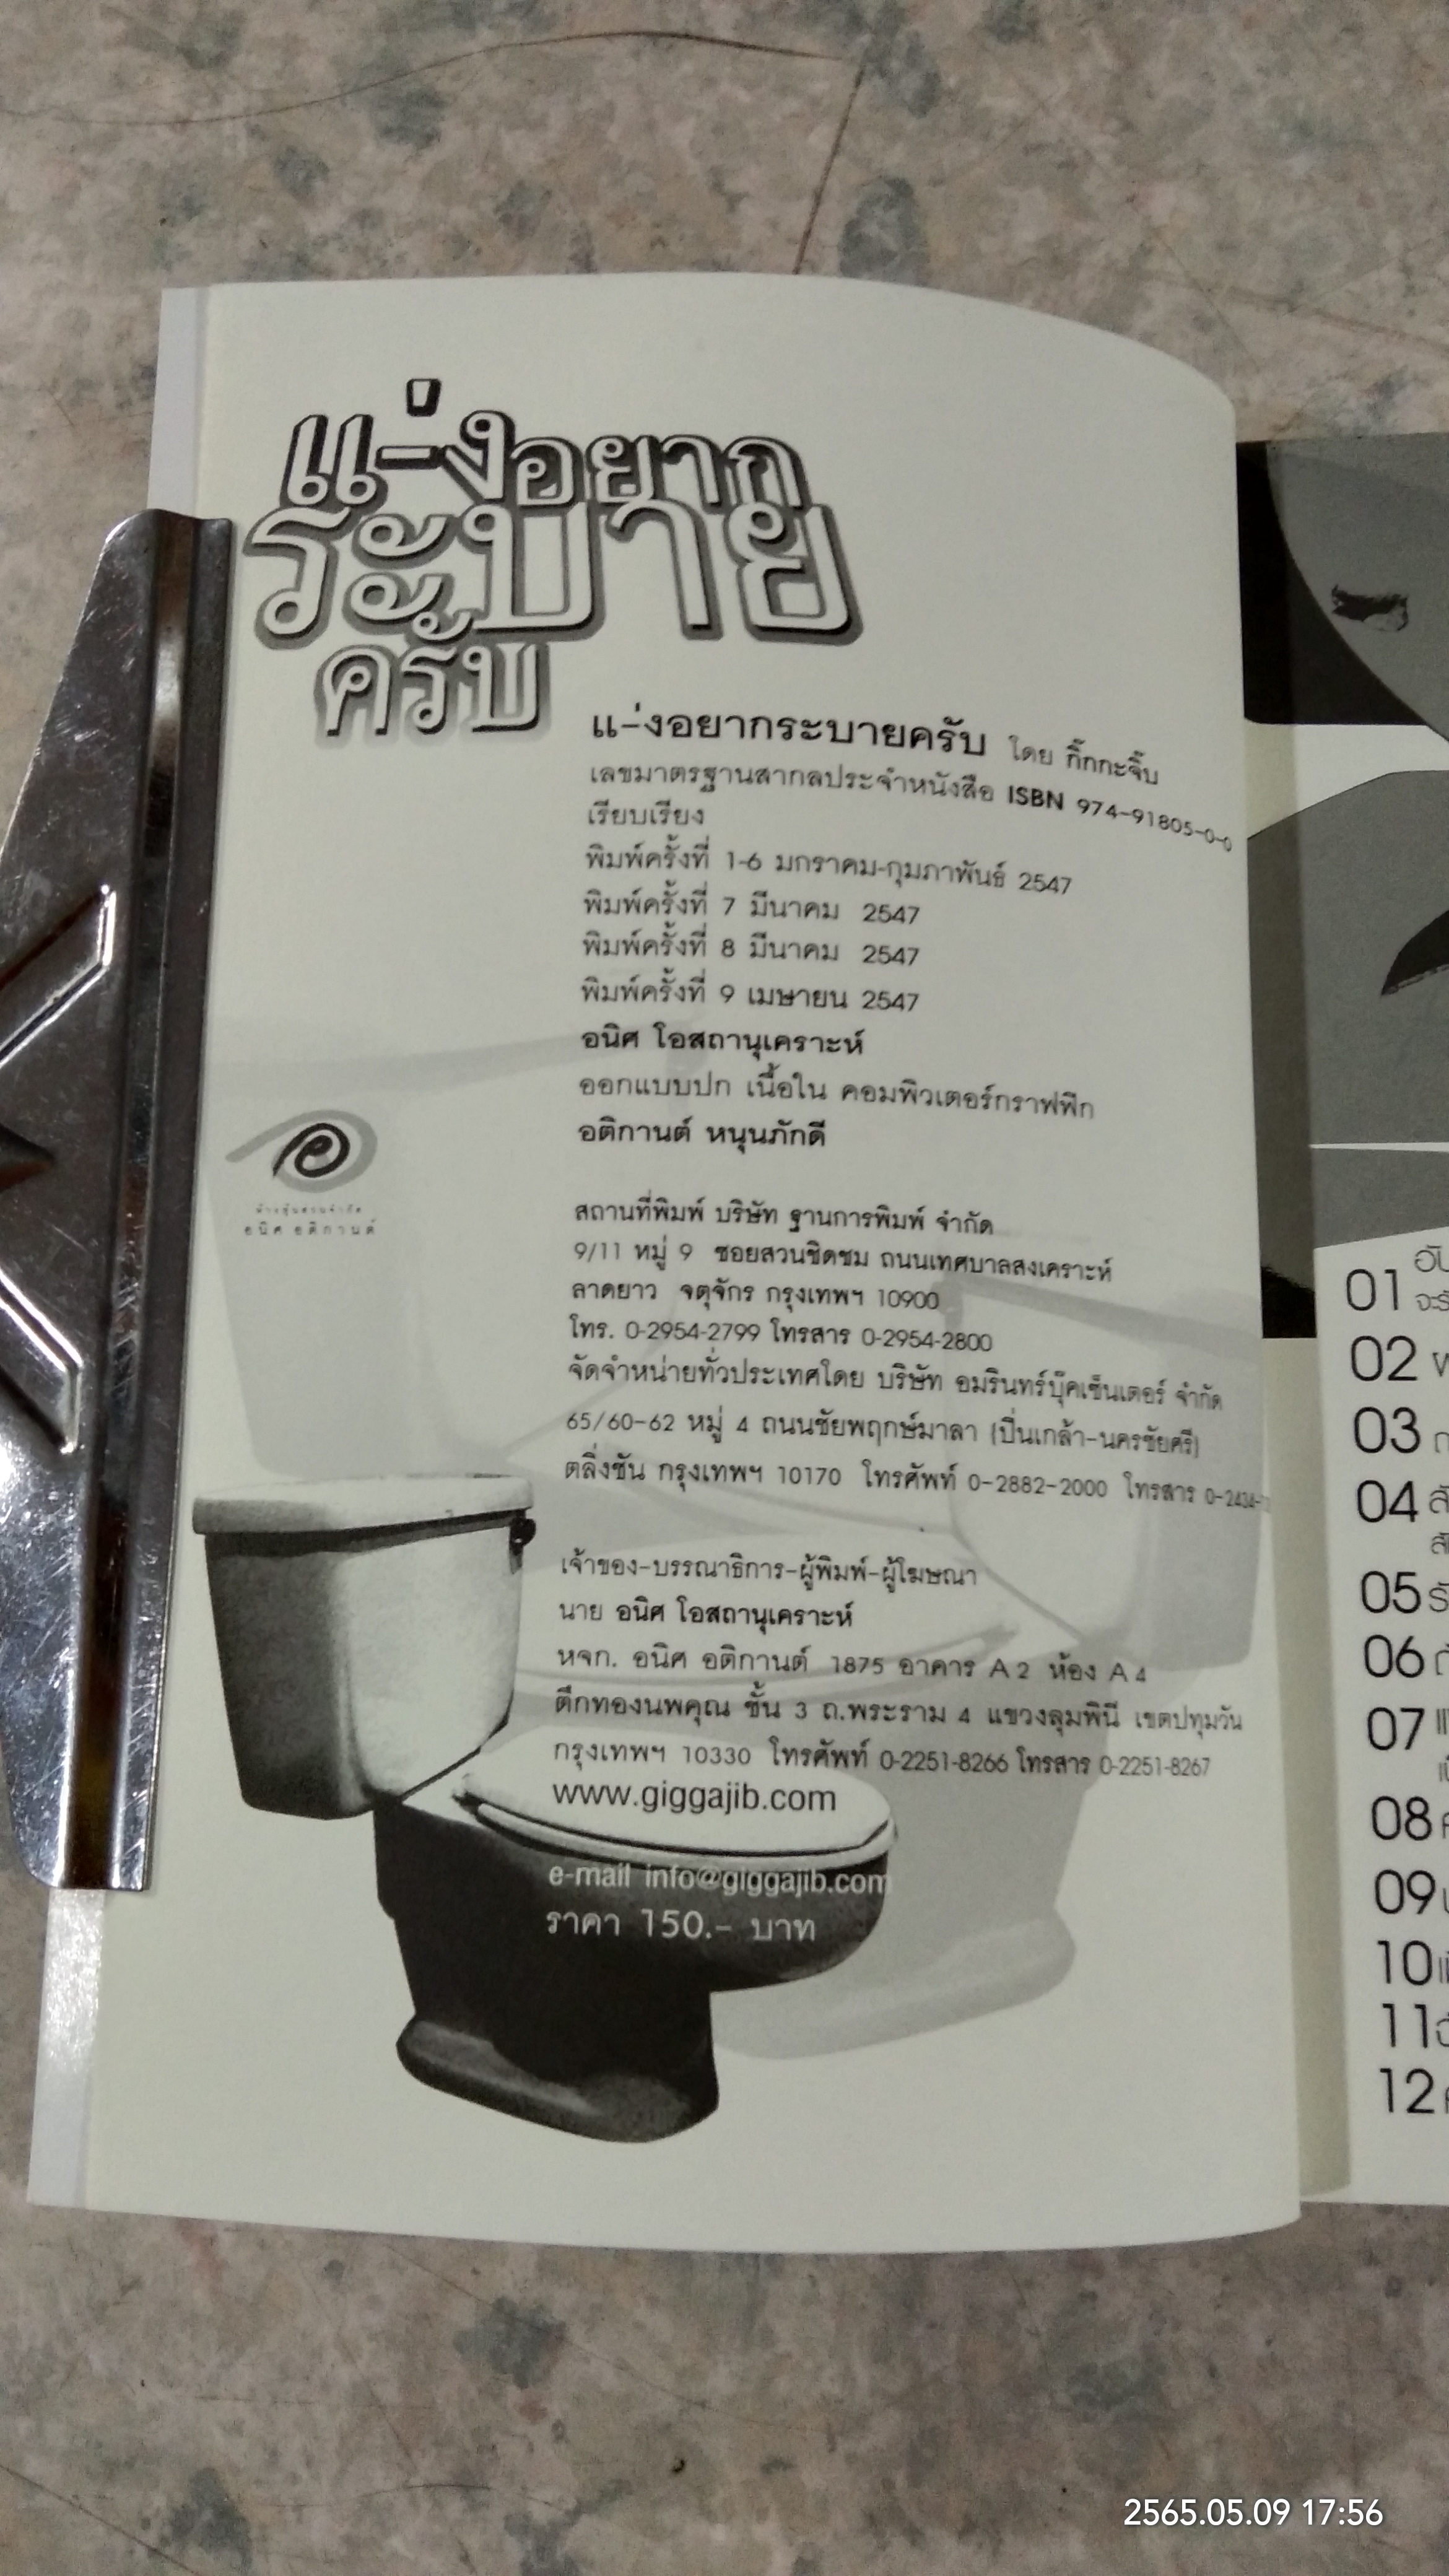 แ-่งอยาก
ระบาย
ครับ
แ-่งอยากระบายครับ โดย กิ๊กกะจิ๊บ
เลขมาตรฐานสากลประจำหนังสือ ISBN 974-91805-0-0
เรียบเรียง
พิมพ์ครั้งที่ 1-6 มกราคม-กุมภาพันธ์ 2547
พิมพ์ครั้งที่ 7 มีนาคม 2547
พิมพ์ครั้งที่ 8 มีนาคม 2547
พิมพ์ครั้งที่ 9 เมษายน 2547
อนิศ โอสถานุเคราะห์
ออกแบบปก เนื้อใน คอมพิวเตอร์กราฟฟิก
อติกานต์ หนุนภักดี
ห้างหุ้นส่วนจำกัด
อนิศ อติกานต์
สถานที่พิมพ์ บริษัท ฐานการพิมพ์ จำกัด
9/11 หมู่ 9 ซอยสวนชิดชม ถนนเทศบาลสงเคราะห์
ลาดยาว จตุจักร กรุงเทพฯ 10900
โทร. 0-2954-2799 โทรสาร 0-2954-2800
จัดจำหน่ายทั่วประเทศโดย บริษัท อมรินทร์บุ๊คเซ็นเตอร์ จำกัด
65/60-62 หมู่ 4 ถนนชัยพฤกษ์มาลา (ปิ่นเกล้า-นครชัยศรี)
ตลิ่งชัน กรุงเทพฯ 10170 โทรศัพท์ 0-2882-2000 โทรสาร 0-2434-
เจ้าของ-บรรณาธิการ-ผู้พิมพ์-ผู้โฆษณา
นาย อนิศ โอสถานุเคราะห์
หจก. อนิศ อติกานต์ 1875 อาคาร A 2 ห้อง A 4
ตึกทองนพคุณ ชั้น 3 ถ.พระราม 4 แขวงลุมพินี เขตปทุมวัน
กรุงเทพฯ 10330 โทรศัพท์ 0-2251-8266 โทรสาร 0-2251-8267
www.giggajib.com
e-mail info@giggajib.com
ราคา 150.- บาท
01
02
03
04
05
06
07
08
09
10
11
12
2565.05.09 17:56